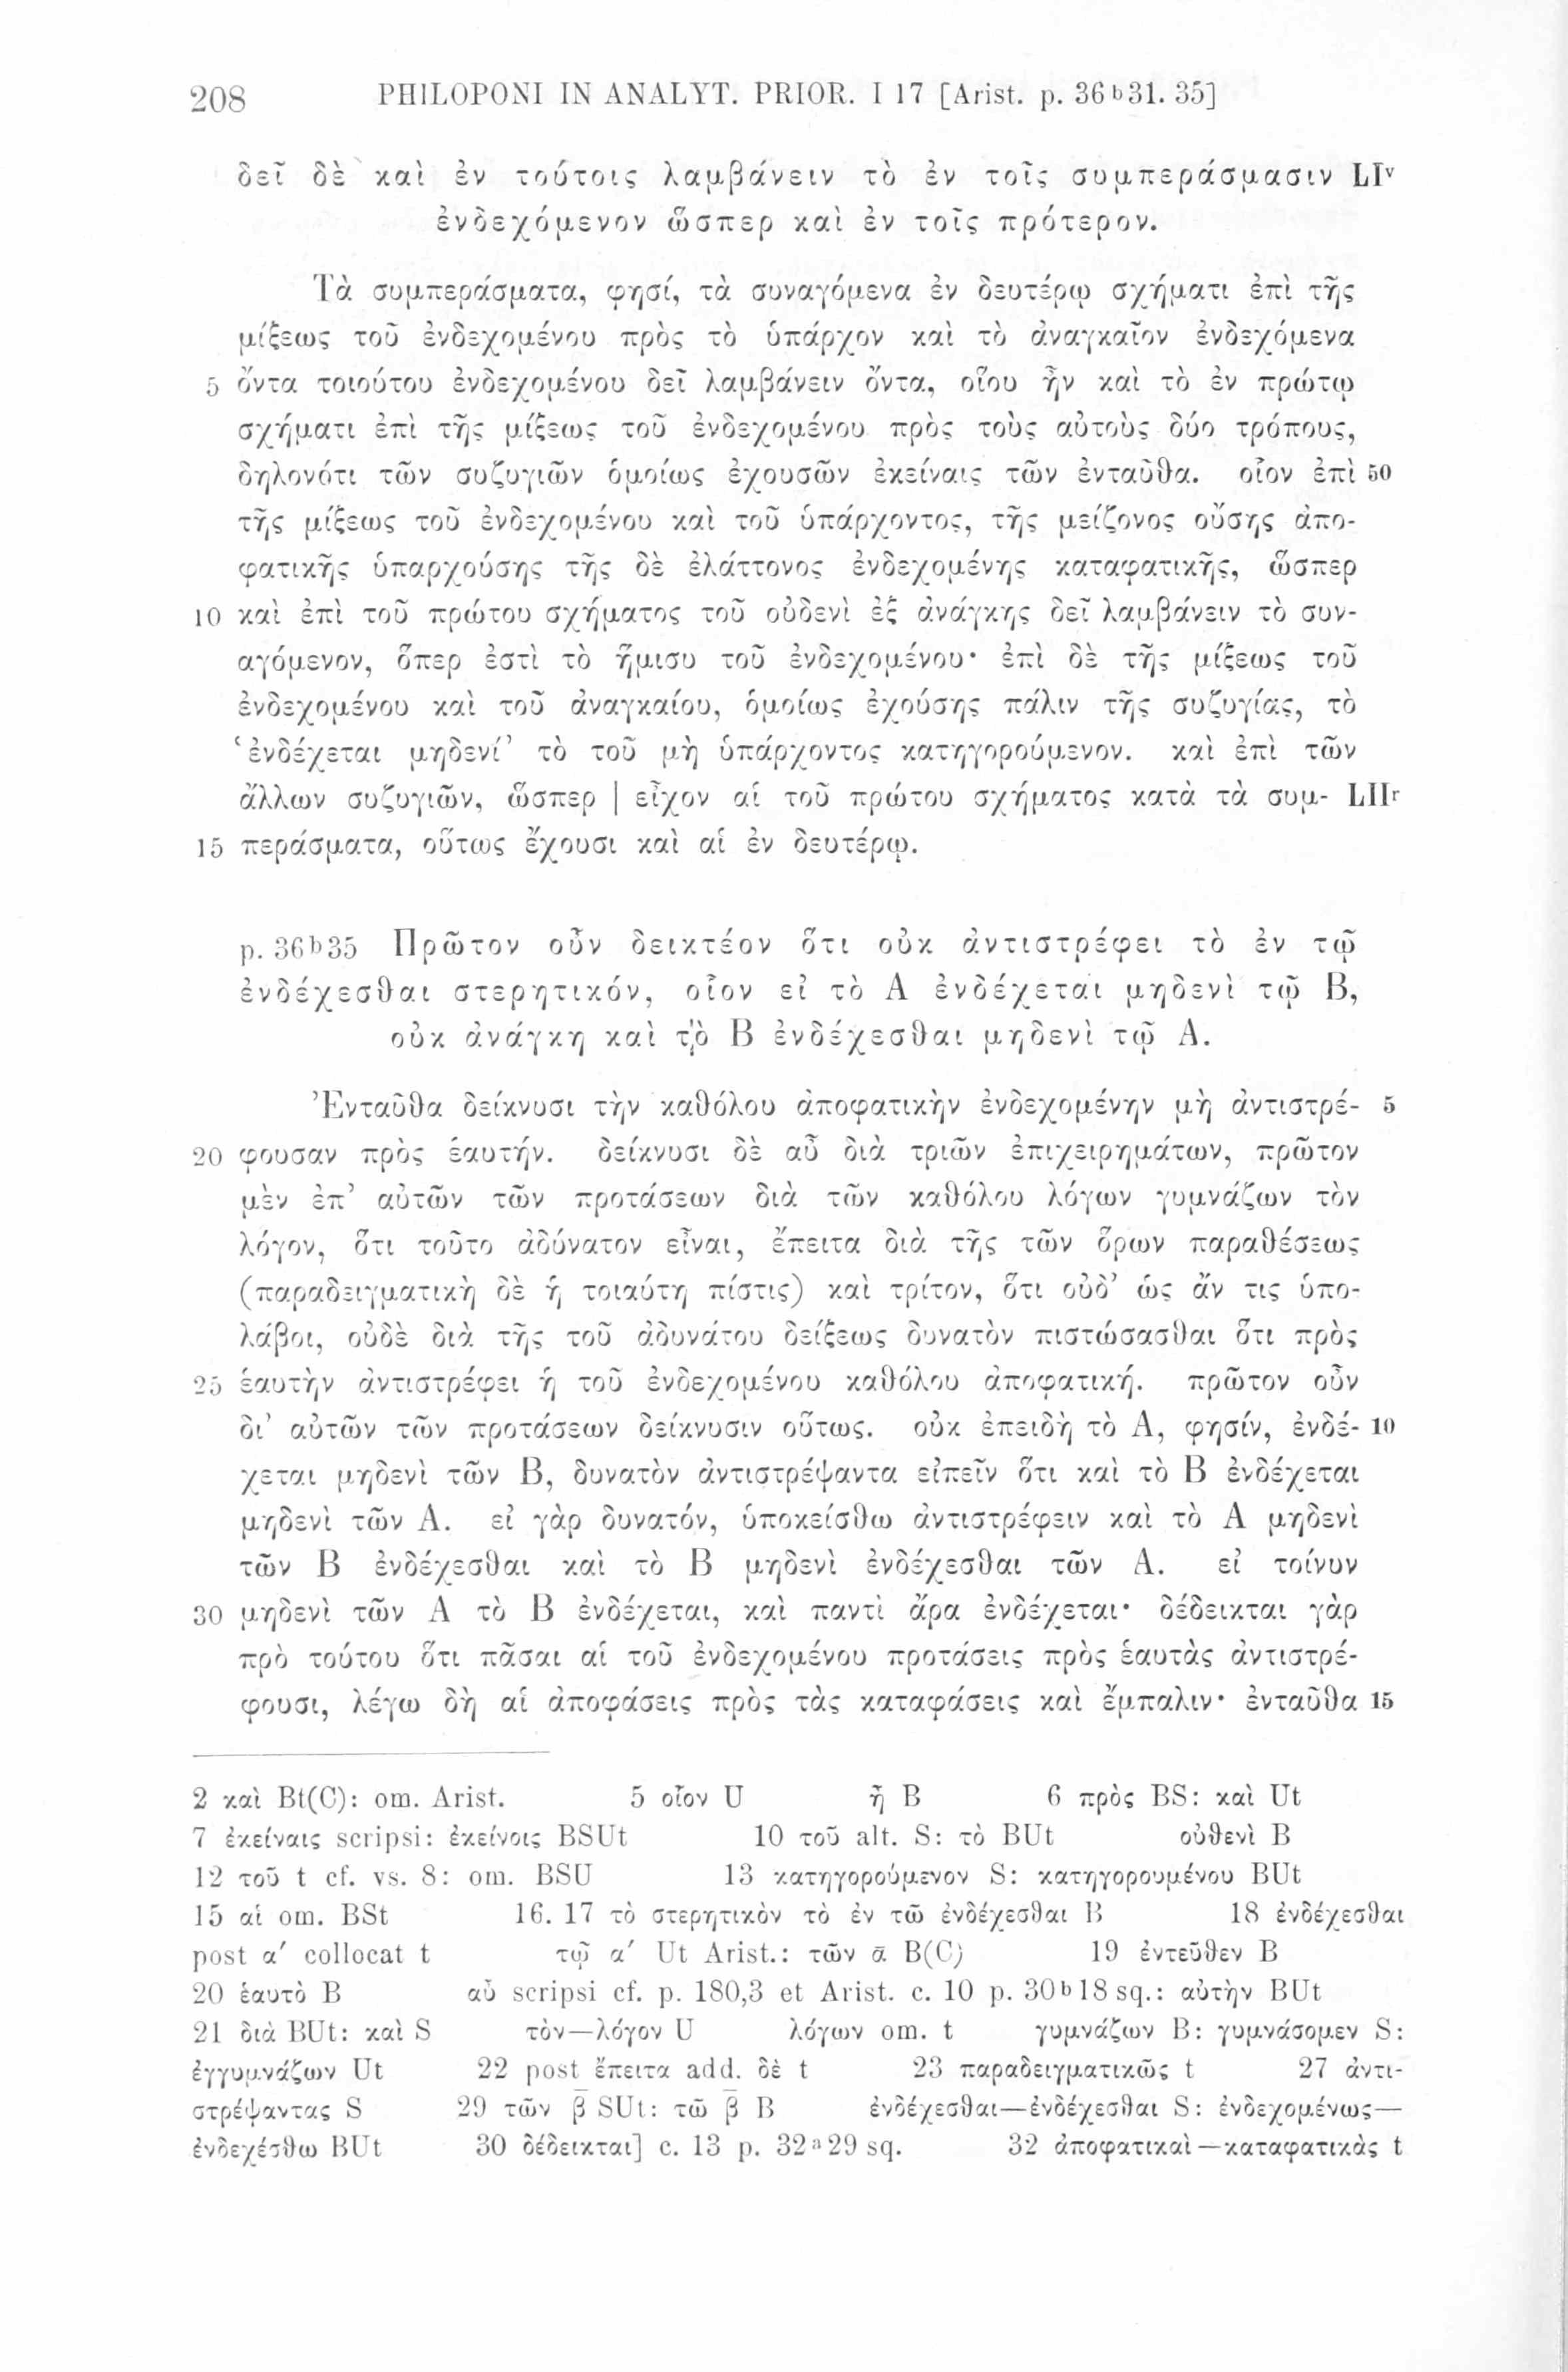 208 PHILOPONI IN ANALYT. PRIOR. I 17 [Arist. p. 36b31. 35]
δεῖ δὲ καὶ ἐν τούτοις λαμβάνειν τὸ ἐν τοῖς συμπεράσμασιν LIv
ἐνδεχόμενον ὥσπερ καὶ ἐν τοῖς πρότερον.
Τὰ συμπεράσματα, φησί, τὰ συναγόμενα ἐν δευτέρῳ σχήματι ἐπὶ τῆς
μίξεως τοῦ ἐνδεχομένου πρὸς τὸ ὑπάρχον καὶ τὸ ἀναγκαῖον ἐνδεχόμενα
5 ὄντα τοιούτου ἐνδεχομένου δεῖ λαμβάνειν ὄντα, οἵου ἦν καὶ τὸ ἐν πρώτῳ
σχήματι ἐπὶ τῆς μίξεως τοῦ ἐνδεχομένου πρὸς τοὺς αὐτοὺς δύο τρόπους,
δηλονότι τῶν συζυγιῶν ὁμοίως ἐχουσῶν ἐκείναις τῶν ἐνταῦθα. οἷον ἐπὶ 50
τῆς μίξεως τοῦ ἐνδεχομένου καὶ τοῦ ὑπάρχοντος, τῆς μείζονος οὔσης ἀπο-
φατικῆς ὑπαρχούσης τῆς δὲ ἐλάττονος ἐνδεχομένης καταφατικῆς, ὥσπερ
10 καὶ ἐπὶ τοῦ πρώτου σχήματος τοῦ οὐδενὶ ἐξ ἀνάγκης δεῖ λαμβάνειν τὸ συν-
αγόμενον, ὅπερ ἐστὶ τὸ ἥμισυ τοῦ ἐνδεχομένου· ἐπὶ δὲ τῆς μίξεως τοῦ
ἐνδεχομένου καὶ τοῦ ἀναγκαίου, ὁμοίως ἐχούσης πάλιν τῆς συζυγίας, τὸ
‘ἐνδέχεται μηδενί’ τὸ τοῦ μὴ ὑπάρχοντος κατηγορούμενον. καὶ ἐπὶ τῶν
ἄλλων συζυγιῶν, ὥσπερ | εἶχον αἱ τοῦ πρώτου σχήματος κατὰ τὰ συμ- LIIr
15 περάσματα, οὕτως ἔχουσι καὶ αἱ ἐν δευτέρῳ.
p. 36b35 Πρῶτον οὖν δεικτέον ὅτι οὐκ ἀντιστρέφει τὸ ἐν τῷ
ἐνδέχεσθαι στερητικόν, οἷον εἰ τὸ Α ἐνδέχεται μηδενὶ τῷ Β,
οὐκ ἀνάγκη καὶ τὸ Β ἐνδέχεσθαι μηδενὶ τῷ Α.
Ἐνταῦθα δείκνυσι τὴν καθόλου ἀποφατικὴν ἐνδεχομένην μὴ ἀντιστρέ- 5
20 φουσαν πρὸς ἑαυτήν. δείκνυσι δὲ αὖ διὰ τριῶν ἐπιχειρημάτων, πρῶτον
μὲν ἐπ’ αὐτῶν τῶν προτάσεων διὰ τῶν καθόλου λόγων γυμνάζων τὸν
λόγον, ὅτι τοῦτο ἀδύνατον εἶναι, ἔπειτα διὰ τῆς τῶν ὅρων παραθέσεως
(παραδειγματικὴ δὲ ἡ τοιαύτη πίστις) καὶ τρίτον, ὅτι οὐδ’ ὡς ἄν τις ὑπο-
λάβοι, οὐδὲ διὰ τῆς τοῦ ἀδυνάτου δείξεως δυνατὸν πιστώσασθαι ὅτι πρὸς
25 ἑαυτὴν ἀντιστρέφει ἡ τοῦ ἐνδεχομένου καθόλου ἀποφατική. πρῶτον οὖν
δι’ αὐτῶν τῶν προτάσεων δείκνυσιν οὕτως. οὐκ ἐπειδὴ τὸ Α, φησίν, ἐνδέ- 10
χεται μηδενὶ τῶν Β, δυνατὸν ἀντιστρέψαντα εἰπεῖν ὅτι καὶ τὸ Β ἐνδέχεται
μηδενὶ τῶν Α. εἰ γὰρ δυνατόν, ὑποκείσθω ἀντιστρέφειν καὶ τὸ Α μηδενὶ
τῶν Β ἐνδέχεσθαι καὶ τὸ Β μηδενὶ ἐνδέχεσθαι τῶν Α. εἰ τοίνυν
30 μηδενὶ τῶν Α τὸ Β ἐνδέχεται, καὶ παντὶ ἄρα ἐνδέχεται· δέδεικται γὰρ
πρὸ τούτου ὅτι πᾶσαι αἱ τοῦ ἐνδεχομένου προτάσεις πρὸς ἑαυτὰς ἀντιστρέ-
φουσι, λέγω δὴ αἱ ἀποφάσεις πρὸς τὰς καταφάσεις καὶ ἔμπαλιν· ἐνταῦθα 15
2 καὶ Bt(C): om. Arist. 5 οἷον U ἦ B 6 πρὸς BS: καὶ Ut
7 ἐκείναις scripsi: ἐκείνοις BSUt 10 τοῦ alt. S: τὸ BUt οὐθενὶ B
12 τοῦ t cf. vs. 8: om. BSU 13 κατηγορούμενον S: κατηγορουμένου BUt
15 αἱ om. BSt 16. 17 τὸ στερητικὸν τὸ ἐν τῶ ἐνδέχεσθαι B 18 ἐνδέχεσθαι
post α′ collocat t τῷ α′ Ut Arist.: τῶν ᾱ B(C) 19 ἐντεῦθεν B
20 ἑαυτὸ B αὖ scripsi cf. p. 180,3 et Arist. c. 10 p. 30b18 sq.: αὐτὴν BUt
21 διὰ BUt: καὶ S τὸν—λόγον U λόγων om. t γυμνάζων B: γυμνάσομεν S:
ἐγγυμνάζων Ut 22 post ἔπειτα add. δὲ t 23 παραδειγματικῶς t 27 ἀντι-
στρέψαντας S 29 τῶν β̄ SUt: τῶ β̄ B ἐνδέχεσθαι—ἐνδέχεσθαι S: ἐνδεχομένως—
ἐνδεχέσθω BUt 30 δέδεικται] c. 13 p. 32a29 sq. 32 ἀποφατικαὶ—καταφατικὰς t